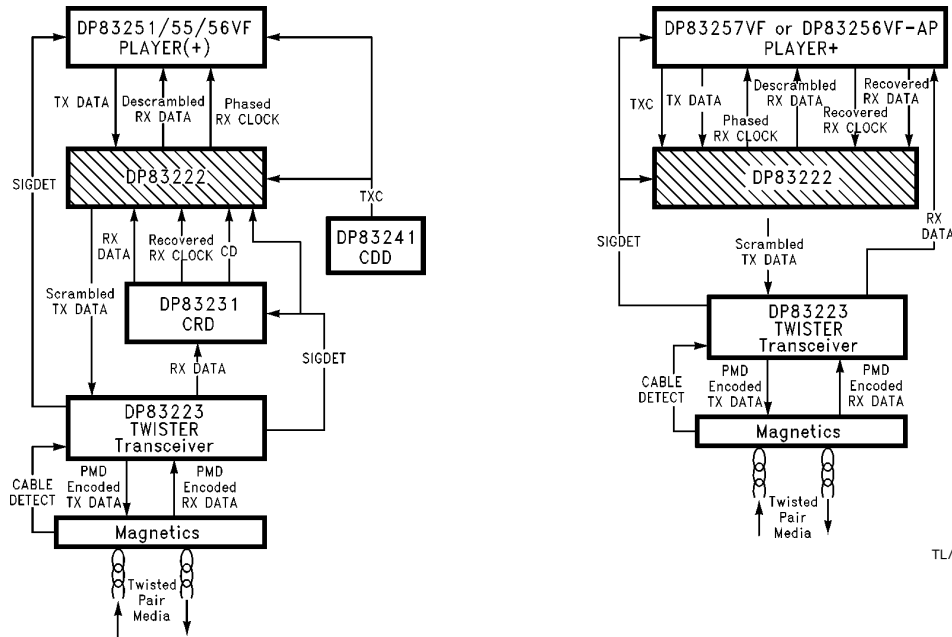 DP83251/55/56VF
PLAYER(+)
TX DATA
Descrambled
RX DATA
Phased
RX CLOCK
SIGDET
DP83222
TXC
DP83241
CDD
RX
DATA
Recovered
RX CLOCK
CD
Scrambled
TX DATA
DP83231
CRD
SIGDET
RX DATA
DP83223
TWISTER
Transceiver
CABLE
DETECT
PMD
Encoded
TX DATA
PMD
Encoded
RX DATA
Magnetics
Twisted
Pair
Media
DP83257VF or DP83256VF-AP
PLAYER+
TXC
TX DATA
Phased
RX CLOCK
Descrambled
RX DATA
Recovered
RX CLOCK
Recovered
RX DATA
DP83222
SIGDET
Scrambled
TX DATA
RX
DATA
DP83223
TWISTER
Transceiver
CABLE
DETECT
PMD
Encoded
TX DATA
PMD
Encoded
RX DATA
Magnetics
Twisted
Pair
Media
TL/